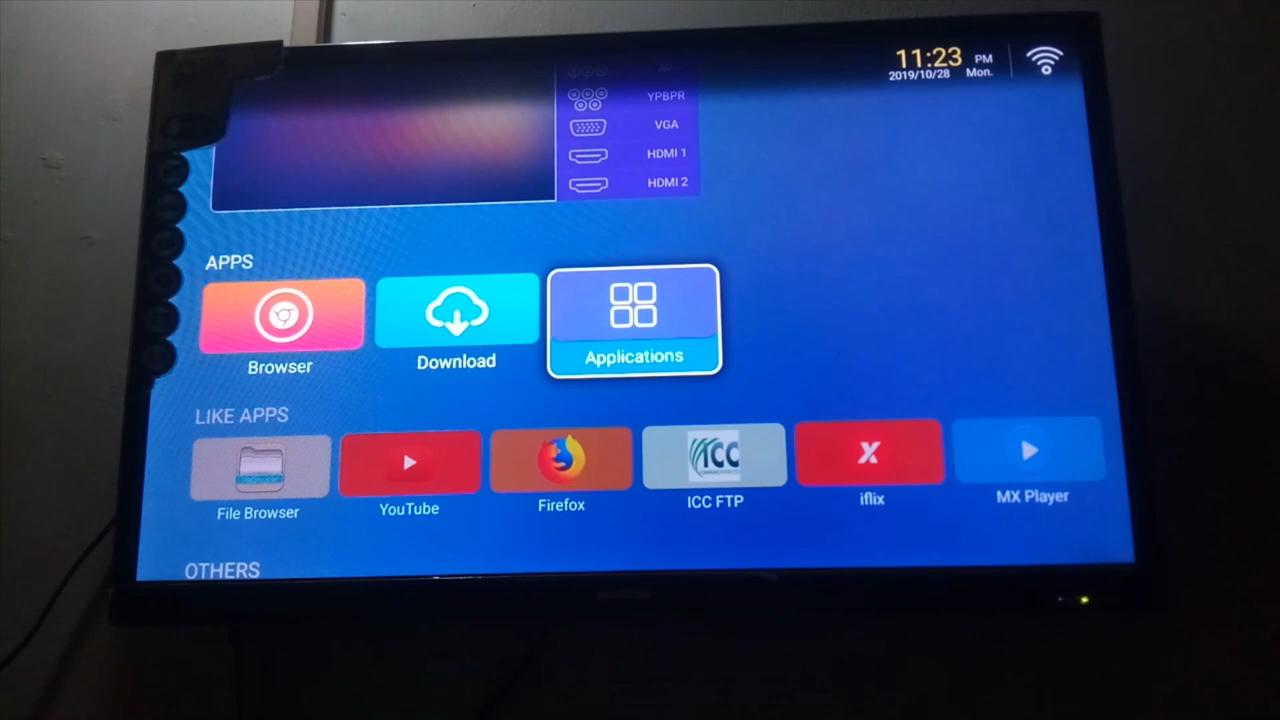 11:23 PM
2019/10/28 Mon.
AV
YPBPR
VGA
HDMI 1
HDMI 2
APPS
Browser
Download
Applications
LIKE APPS
ICC
File Browser
YouTube
Firefox
ICC FTP
iflix
MX Player
OTHERS